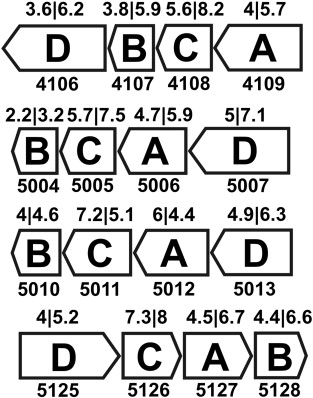 3.6|6.2 3.8|5.9 5.6|8.2 4|5.7
D B C A
4106 4107 4108 4109
2.2|3.2 5.7|7.5 4.7|5.9 5|7.1
B C A D
5004 5005 5006 5007
4|4.6 7.2|5.1 6|4.4 4.9|6.3
B C A D
5010 5011 5012 5013
4|5.2 7.3|8 4.5|6.7 4.4|6.6
D C A B
5125 5126 5127 5128